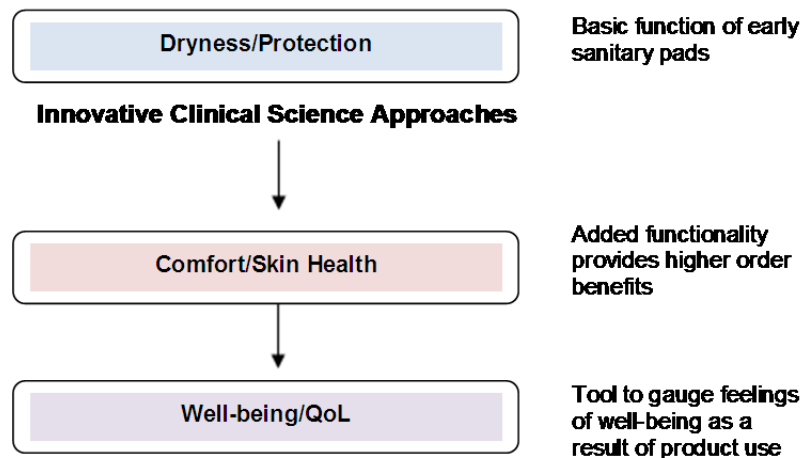 Dryness/Protection
Basic function of early
sanitary pads
Innovative Clinical Science Approaches
Comfort/Skin Health
Added functionality
provides higher order
benefits
Well-being/QoL
Tool to gauge feelings
of well-being as a
result of product use